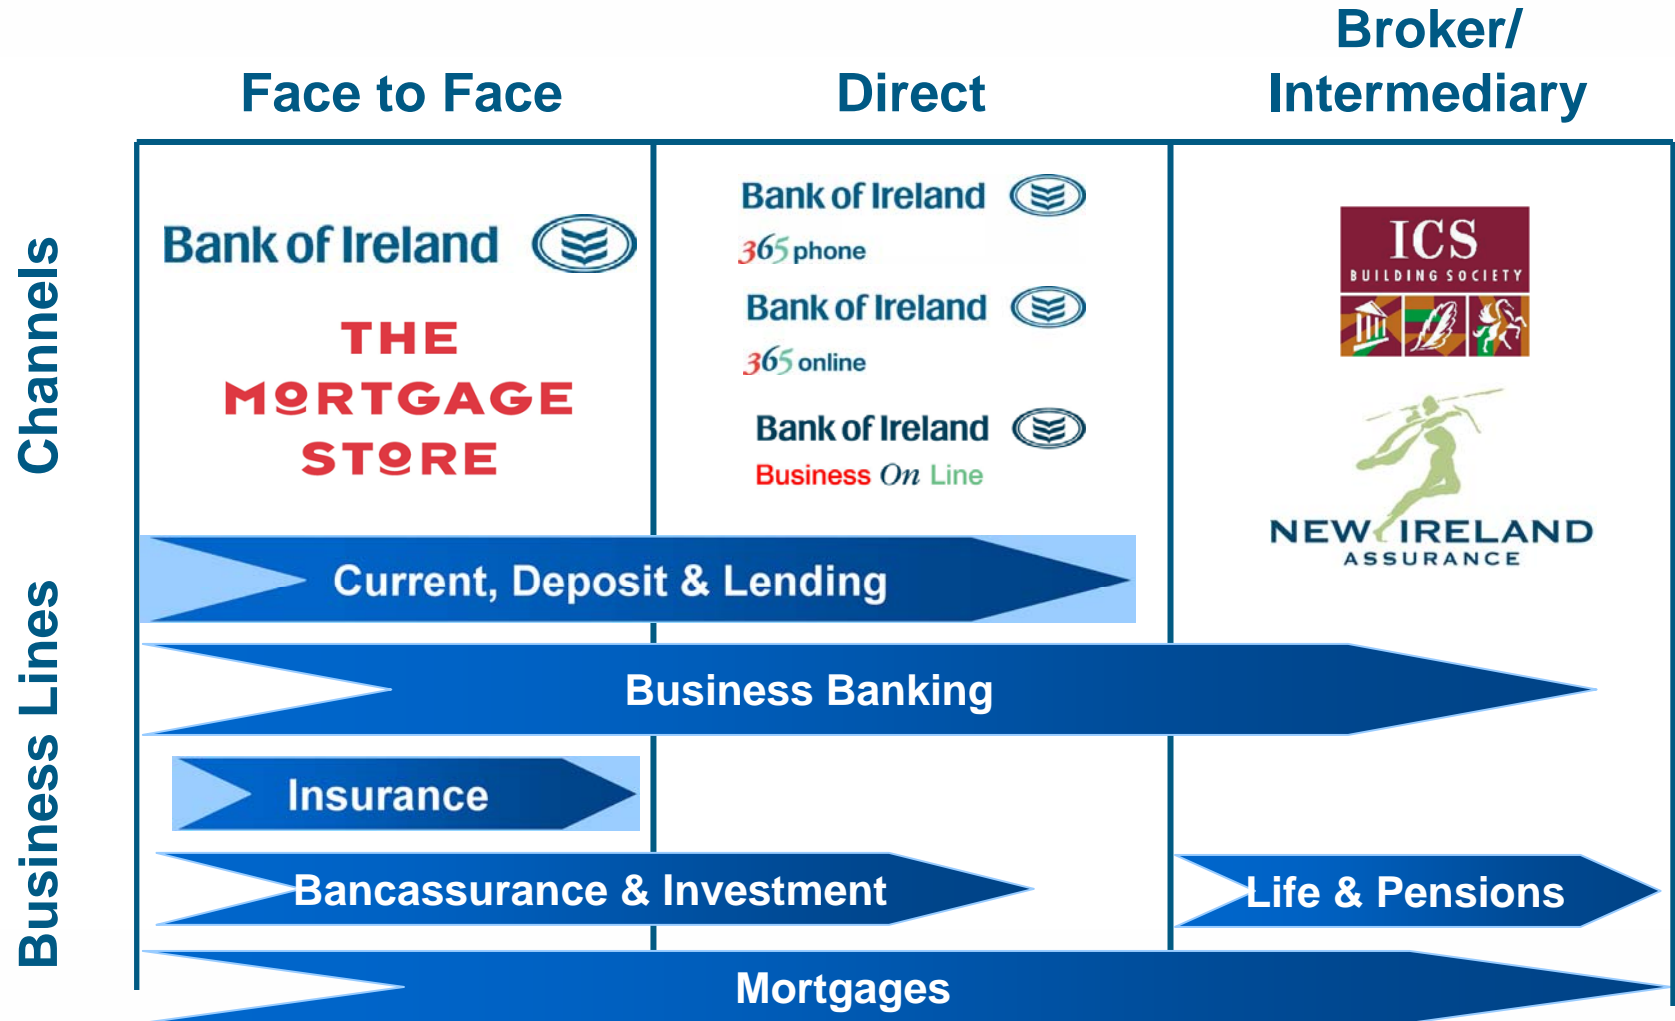 Face to Face
Direct
Broker/
Intermediary
Channels
Bank of Ireland
THE
MORTGAGE
STORE
Bank of Ireland
365 phone
Bank of Ireland
365 online
Bank of Ireland
Business On Line
ICS
BUILDING SOCIETY
NEW IRELAND
ASSURANCE
Business Lines
Current, Deposit & Lending
Business Banking
Insurance
Bancassurance & Investment
Life & Pensions
Mortgages